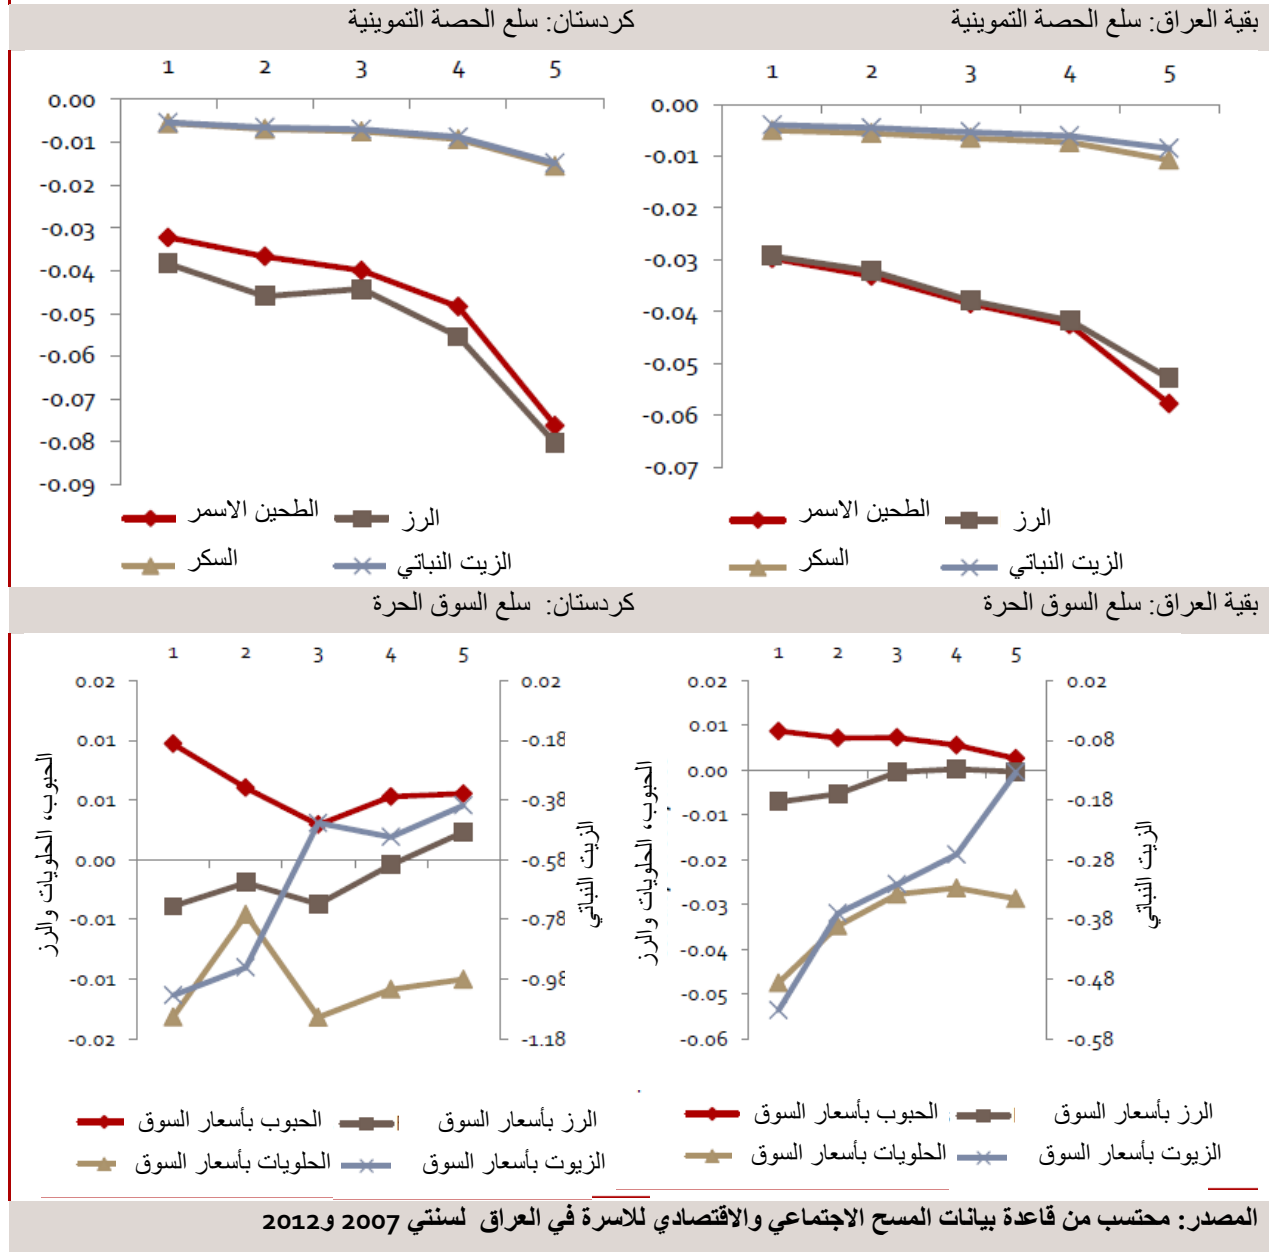 بقية العراق: سلع الحصة التموينية
كردستان: سلع الحصة التموينية
1 2 3 4 5
0.00
-0.01
-0.02
-0.03
-0.04
-0.05
-0.06
-0.07
الطحين الاسمر
الرز
السكر
الزيت النباتي
1 2 3 4 5
0.00
-0.01
-0.02
-0.03
-0.04
-0.05
-0.06
-0.07
-0.08
-0.09
الطحين الاسمر
الرز
السكر
الزيت النباتي
بقية العراق: سلع السوق الحرة
كردستان: سلع السوق الحرة
1 2 3 4 5
0.02
0.01
0.00
-0.01
-0.02
-0.03
-0.04
-0.05
-0.06
الحبوب، الحلويات والرز
0.02
-0.08
-0.18
-0.28
-0.38
-0.48
-0.58
الزيت النباتي
الحبوب بأسعار السوق
الرز بأسعار السوق
الحلويات بأسعار السوق
الزيوت بأسعار السوق
1 2 3 4 5
0.02
0.01
0.01
0.00
-0.01
-0.01
-0.02
الحبوب، الحلويات والرز
0.02
-0.18
-0.38
-0.58
-0.78
-0.98
-1.18
الزيت النباتي
الحبوب بأسعار السوق
الرز بأسعار السوق
الحلويات بأسعار السوق
الزيوت بأسعار السوق
المصدر: محتسب من قاعدة بيانات المسح الاجتماعي والاقتصادي للاسرة في العراق لسنتي 2007 و2012